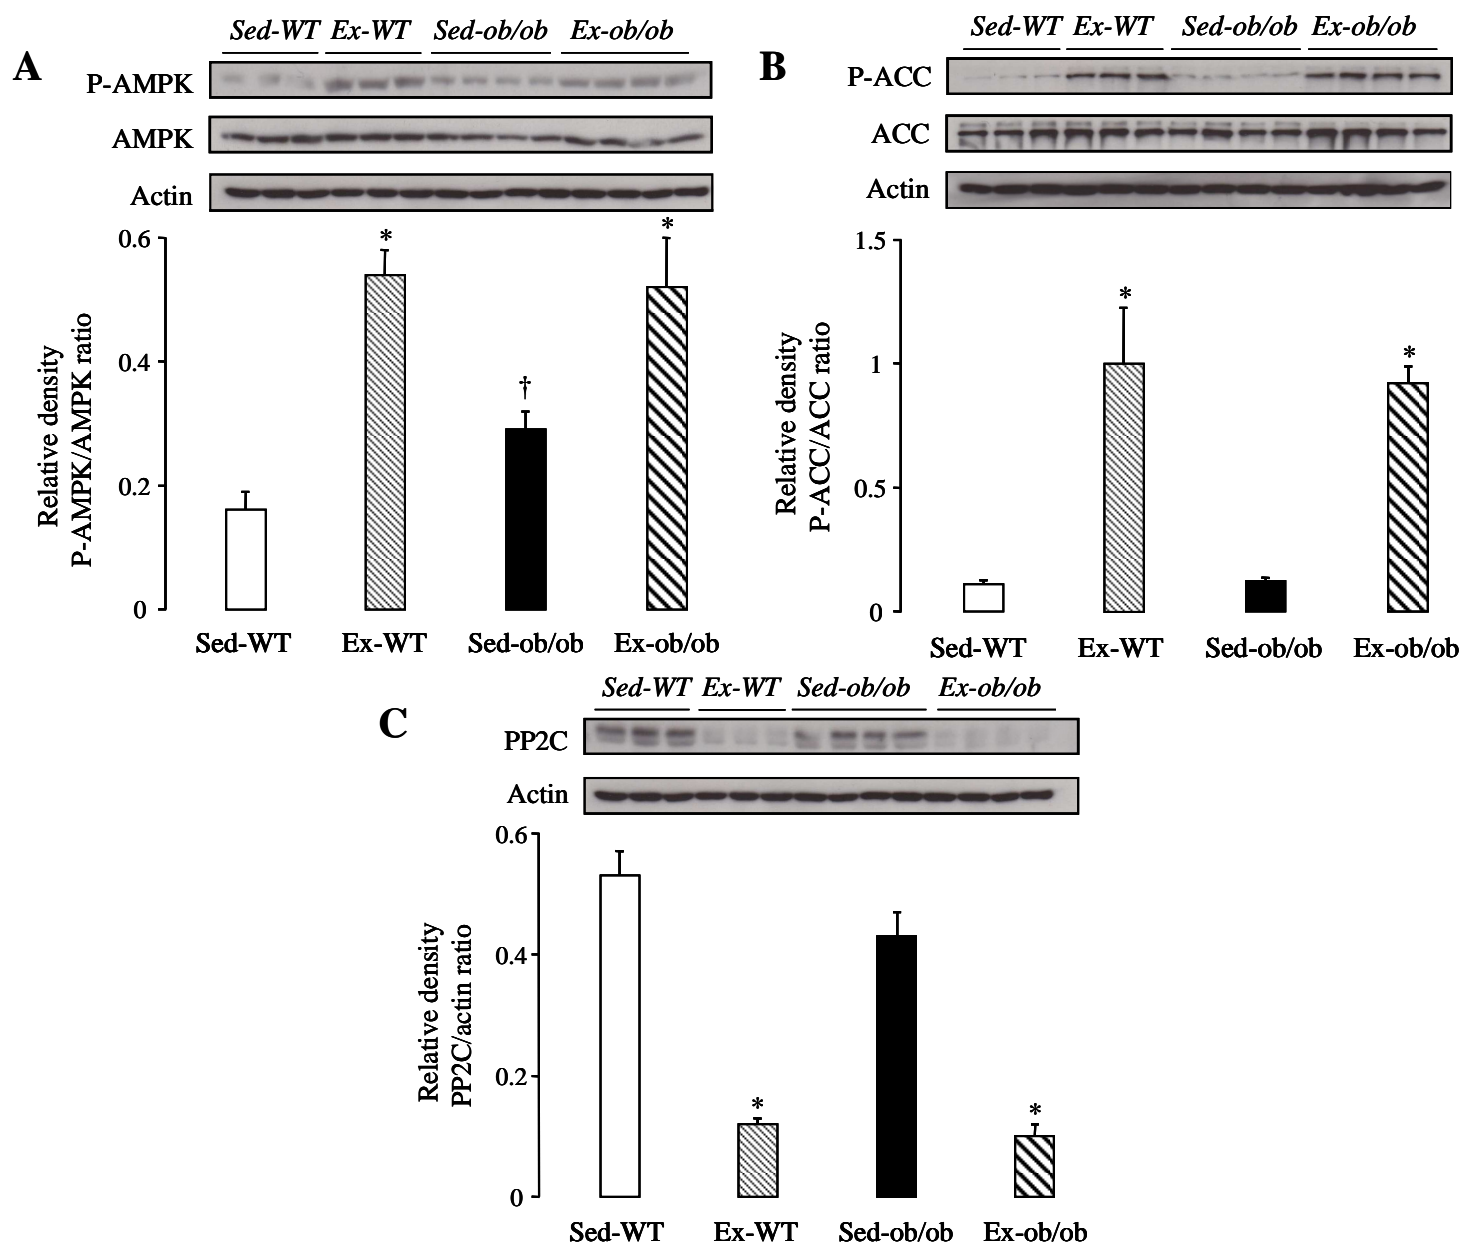 Sed-WT Ex-WT Sed-ob/ob Ex-ob/ob
A
P-AMPK
AMPK
Actin
0.6
0.4
0.2
0
Relative density
P-AMPK/AMPK ratio
*
†
*
Sed-WT Ex-WT Sed-ob/ob Ex-ob/ob
Sed-WT Ex-WT Sed-ob/ob Ex-ob/ob
B
P-ACC
ACC
Actin
1.5
1
0.5
0
Relative density
P-ACC/ACC ratio
*
*
Sed-WT Ex-WT Sed-ob/ob Ex-ob/ob
Sed-WT Ex-WT Sed-ob/ob Ex-ob/ob
C
PP2C
Actin
0.6
0.4
0.2
0
Relative density
PP2C/actin ratio
*
*
Sed-WT Ex-WT Sed-ob/ob Ex-ob/ob